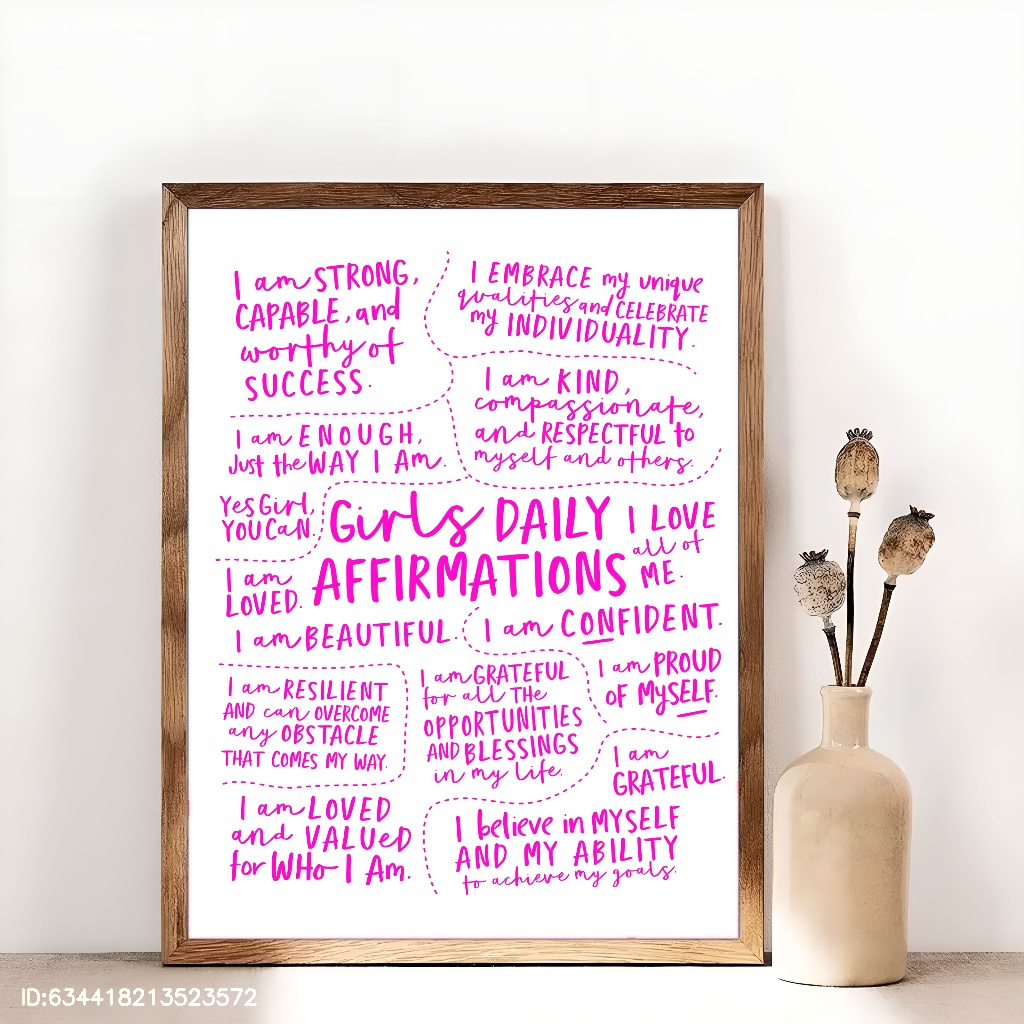 I am STRONG,
CAPABLE, and
worthy of
SUCCESS.
I EMBRACE my unique
qualities and CELEBRATE
my INDIVIDUALITY.
I am KIND,
compassionate,
and RESPECTFUL to
myself and others.
I am ENOUGH,
Just the WAY I Am.
Yes Girl,
YOU CaN.
Girls DAILY
AFFIRMATIONS
I LOVE
all of
ME.
I am
LOVED.
I am BEAUTIFUL.
I am CONFIDENT.
I am RESILIENT
AND can OVERCOME
any OBSTACLE
THAT COMES MY WAY.
I am GRATEFUL
for all THe
OPPORTUNITIES
AND BLESSINGS
in my life.
I am PROUD
OF MySELF.
I am
GRATEFUL.
I am LOVED
and VALUeD
for WHo I Am.
I believe in MYSELF
AND MY ABILITY
to achieve my goals.
ID:634418213523572